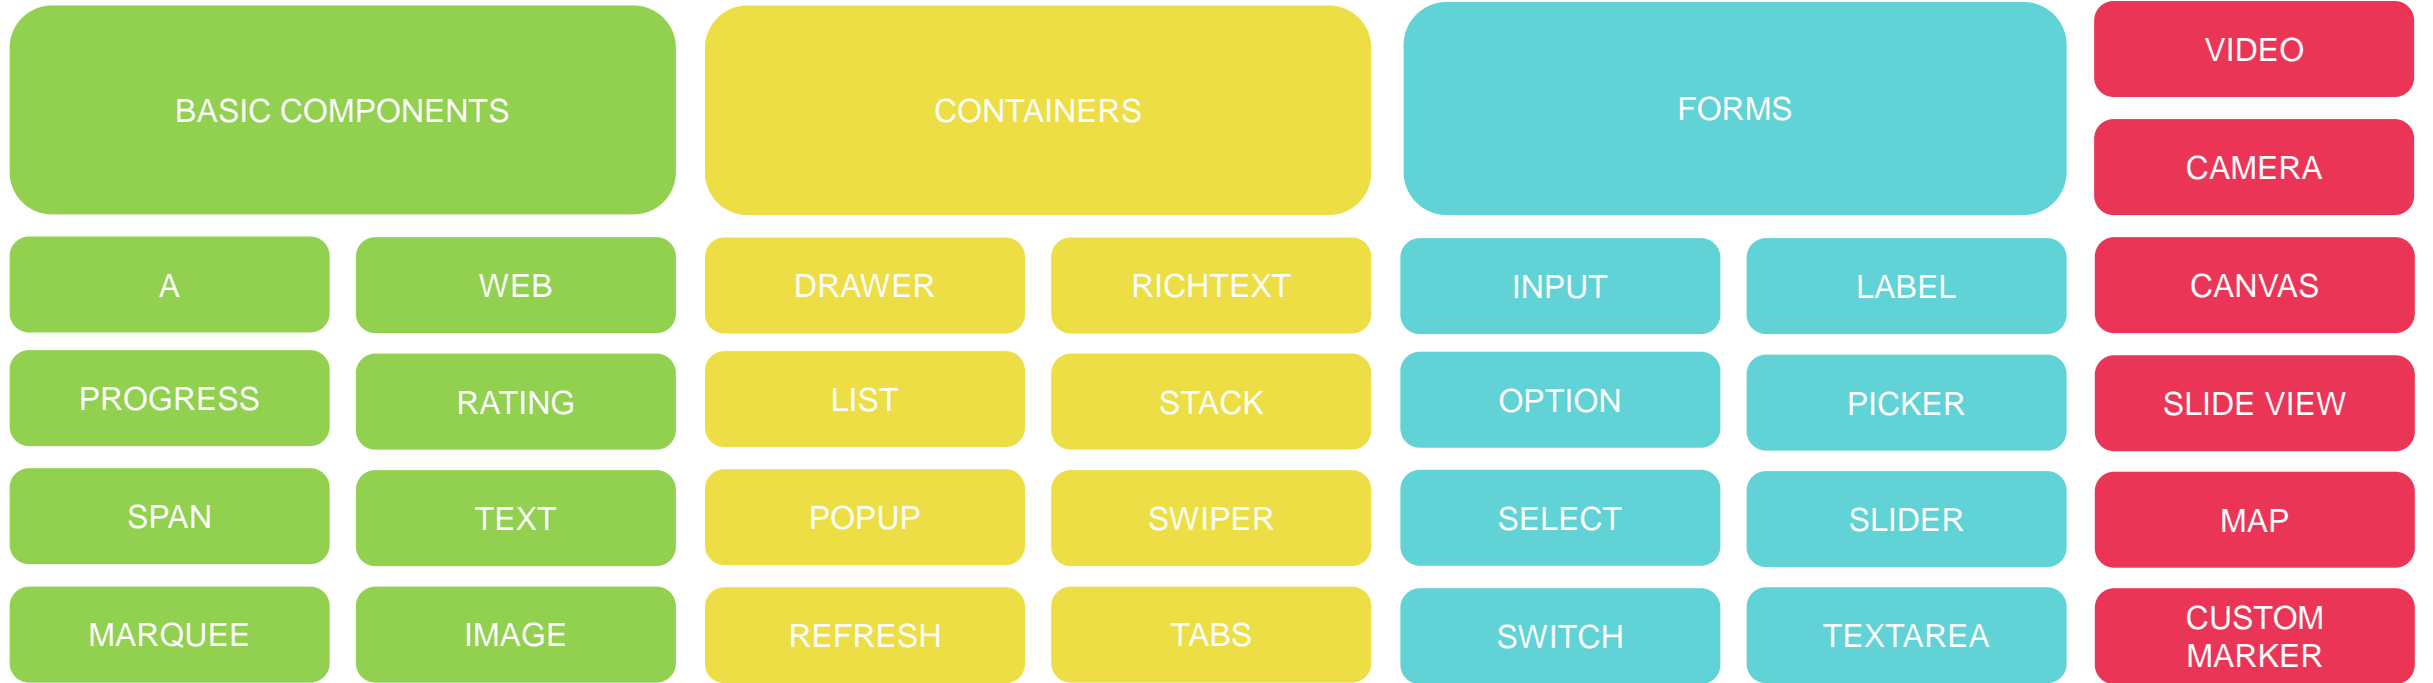 BASIC COMPONENTS
A
WEB
PROGRESS
RATING
SPAN
TEXT
MARQUEE
IMAGE
CONTAINERS
DRAWER
RICHTEXT
LIST
STACK
POPUP
SWIPER
REFRESH
TABS
FORMS
INPUT
LABEL
OPTION
PICKER
SELECT
SLIDER
SWITCH
TEXTAREA
VIDEO
CAMERA
CANVAS
SLIDE VIEW
MAP
CUSTOM
MARKER